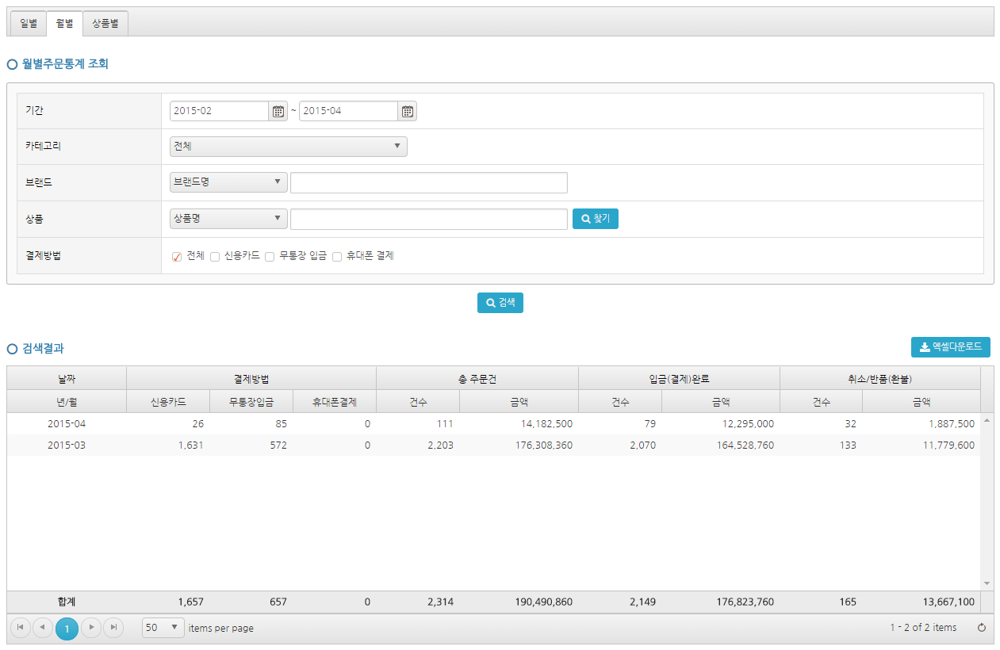 일별 월별 상품별
월별주문통계 조회
기간 2015-02 ~ 2015-04
카테고리 전체
브랜드 브랜드명
상품 상품명 찾기
결제방법 전체 신용카드 무통장 입금 휴대폰 결제
검색
검색결과 엑셀다운로드
날짜 결제방법 총 주문건 입금(결제)완료 취소/반품(환불)
년/월 신용카드 무통장입금 휴대폰결제 건수 금액 건수 금액 건수 금액
2015-04 26 85 0 111 14,182,500 79 12,295,000 32 1,887,500
2015-03 1,631 572 0 2,203 176,308,360 2,070 164,528,760 133 11,779,600
합계 1,657 657 0 2,314 190,490,860 2,149 176,823,760 165 13,667,100
1 50 items per page 1 - 2 of 2 items